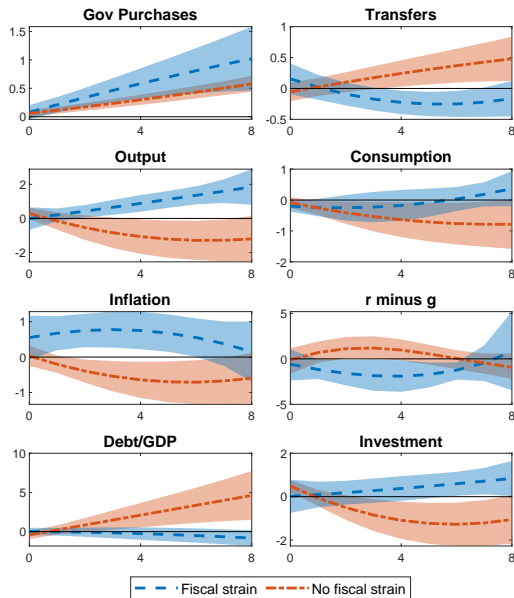 Gov Purchases
1.5
1
0.5
0
0 4 8
Transfers
1
0.5
0
-0.5
0 4 8
Output
2
0
-2
0 4 8
Consumption
1
0
-1
-2
0 4 8
Inflation
1
0
-1
0 4 8
r minus g
5
0
-5
0 4 8
Debt/GDP
10
5
0
0 4 8
Investment
2
0
-2
0 4 8
Fiscal strain No fiscal strain